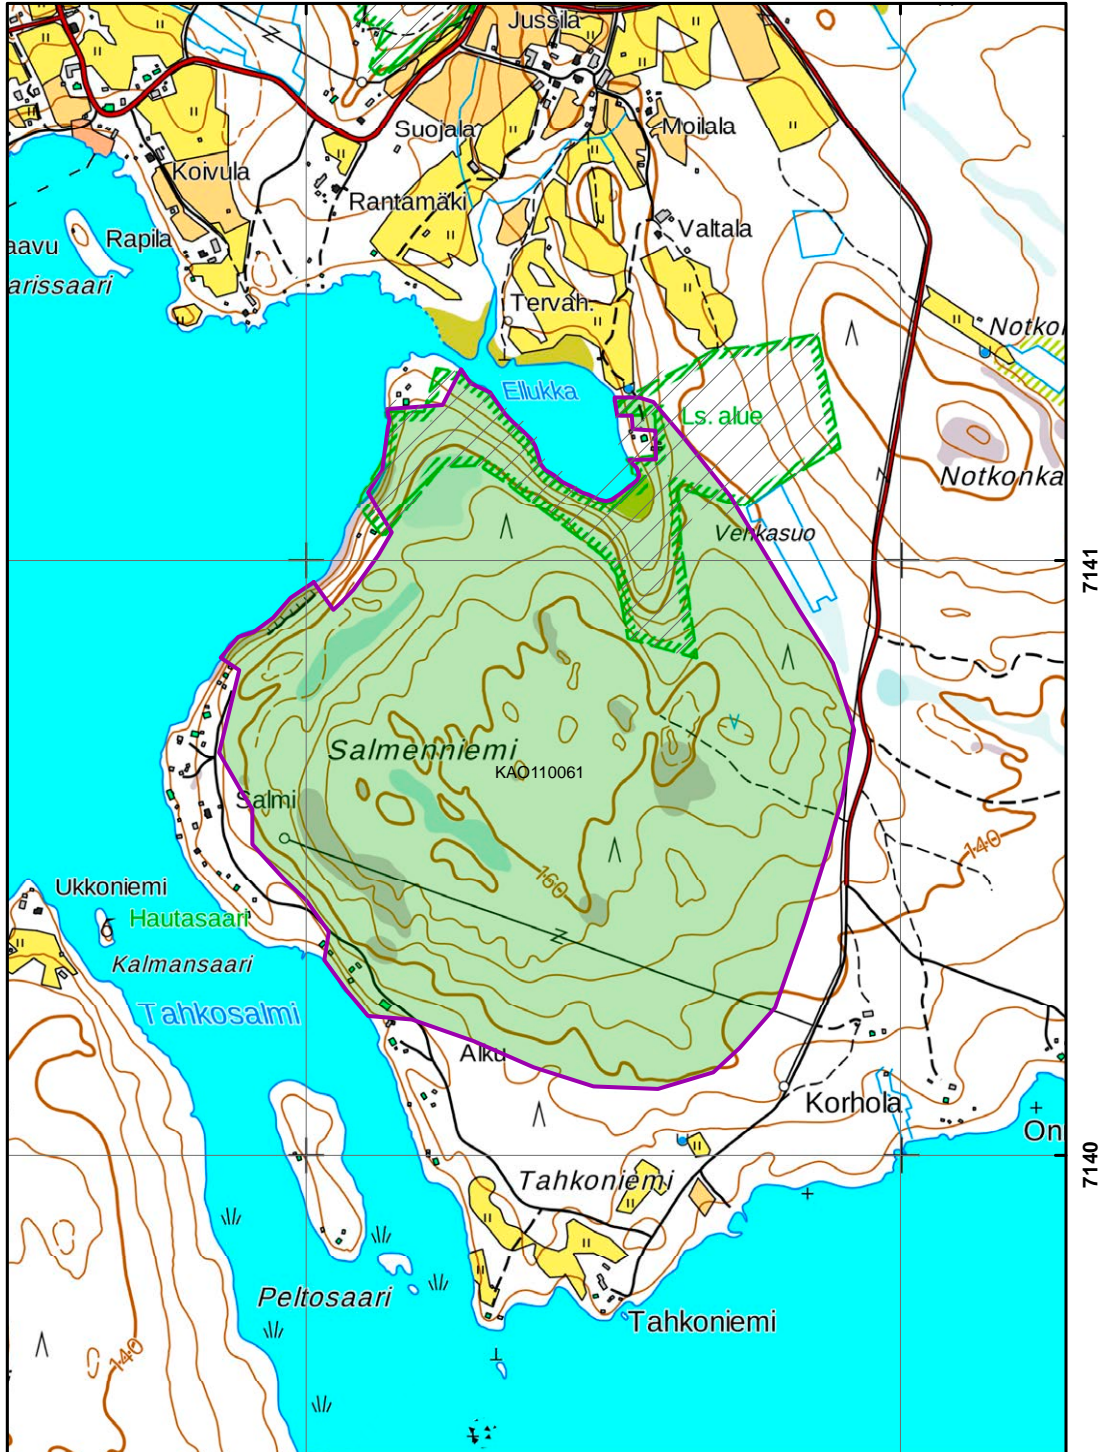 Jussila
Suojala
Moilala
Koivula
Rantamäki
Valtala
aavu
Rapila
arissaari
Tervah.
Notko
Ellukka
Ls. alue
Notkonka
Vehkasuo
7141
Salmenniemi
KAO110061
Salmi
140
160
Ukkoniemi
Hautasaari
Kalmansaari
Tahkosalmi
Alku
Korhola
On
7140
Tahkoniemi
Peltosaari
Tahkoniemi
140